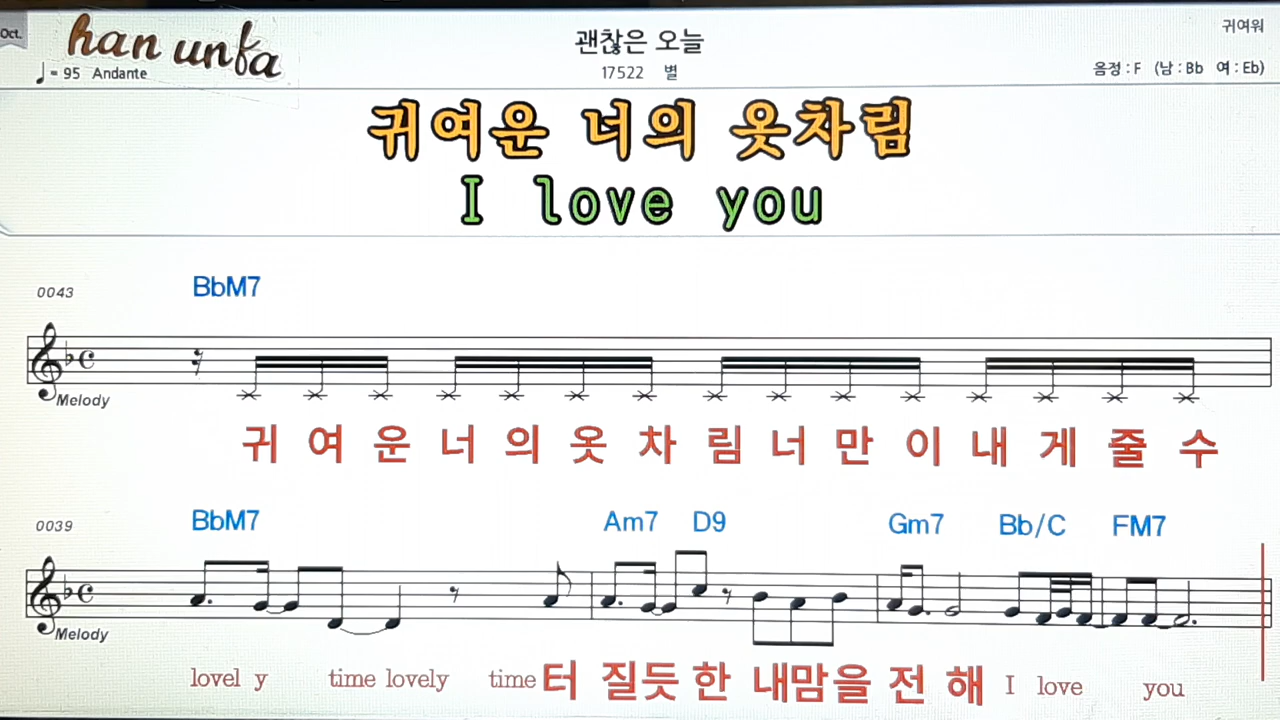 Oct.
han unfa
괜찮은 오늘
귀여워
♩= 95 Andante
17522 별
음정 : F (남 : Bb 여 : Eb)
귀여운 너의 옷차림
I love you
0043
BbM7
Melody
귀 여 운 너 의 옷 차 림 너 만 이 내 게 줄 수
0039
BbM7 Am7 D9 Gm7 Bb/C FM7
Melody
lovel y time lovely time 터 질듯 한 내맘을 전 해 I love you